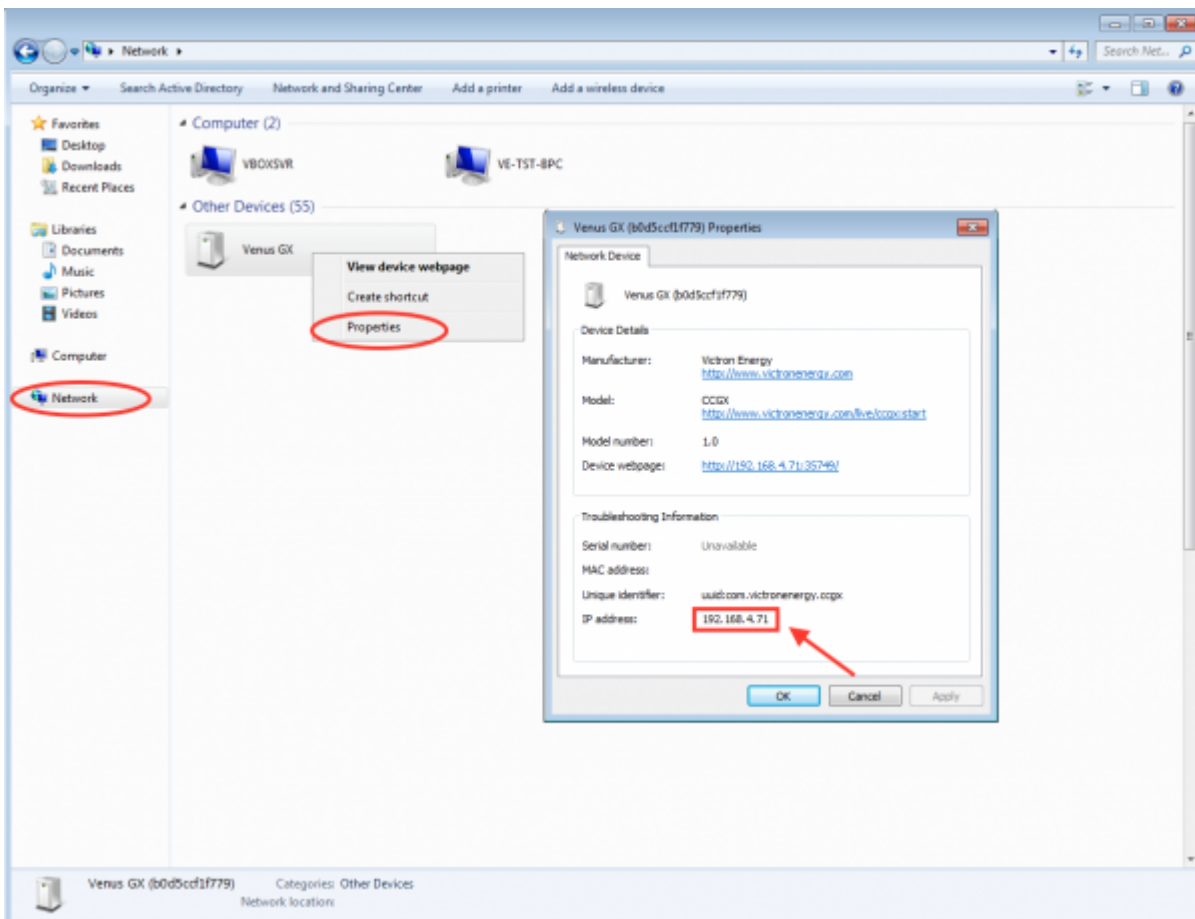 Network
Search Net...
Organize
Search Active Directory
Network and Sharing Center
Add a printer
Add a wireless device
Favorites
Desktop
Downloads
Recent Places
Libraries
Documents
Music
Pictures
Videos
Computer
Network
Computer (2)
VBOXSVR
VE-TST-8PC
Other Devices (55)
Venus GX
View device webpage
Create shortcut
Properties
Venus GX (b0d5ccf1f779) Properties
Network Device
Venus GX (b0d5ccf1f779)
Device Details
Manufacturer: Victron Energy
http://www.victronenergy.com
Model: CCGX
http://www.victronenergy.com/live/ccgx:start
Model number: 1.0
Device webpage: http://192.168.4.71:35749/
Troubleshooting Information
Serial number: Unavailable
MAC address:
Unique identifier: uuid:com.victronenergy.ccgx
IP address: 192.168.4.71
OK
Cancel
Apply
Venus GX (b0d5ccf1f779)
Categories: Other Devices
Network location: